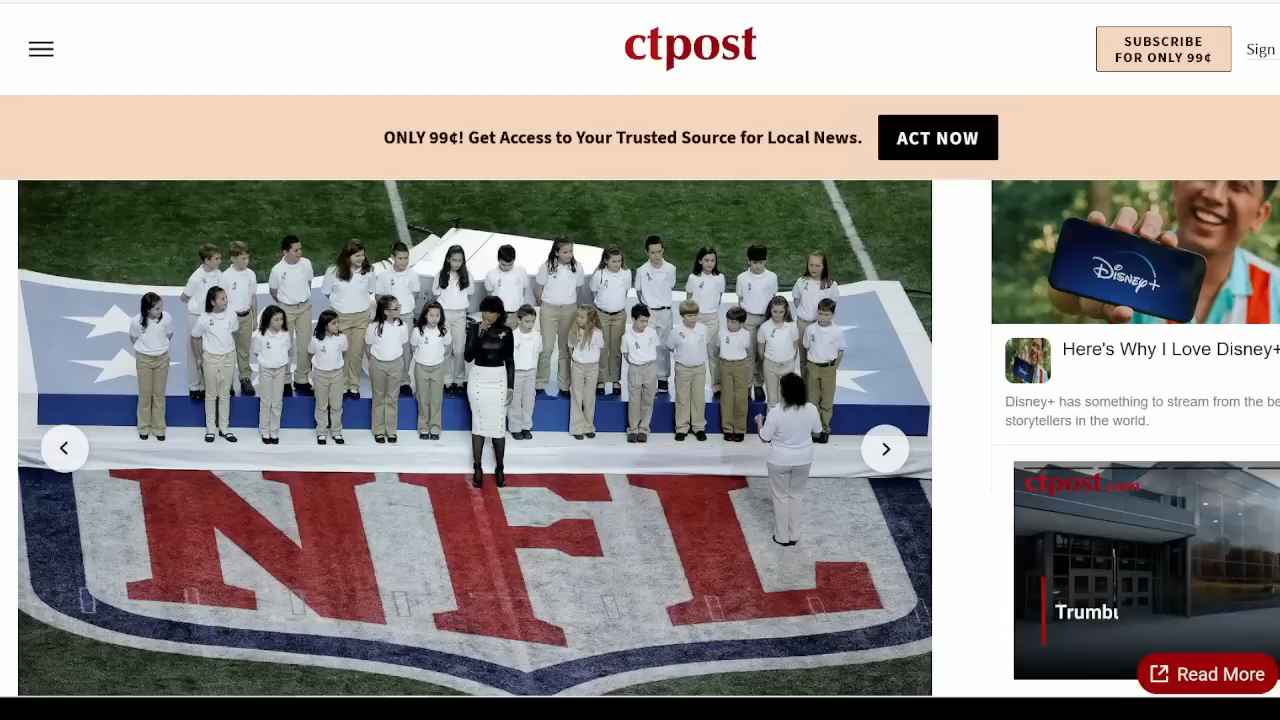 ctpost
SUBSCRIBE
FOR ONLY 99¢
Sign
ONLY 99¢! Get Access to Your Trusted Source for Local News.
ACT NOW
NFL
Disney+
Here's Why I Love Disney+
Disney+ has something to stream from the be
storytellers in the world.
ctpost.com
Trumbu
Read More